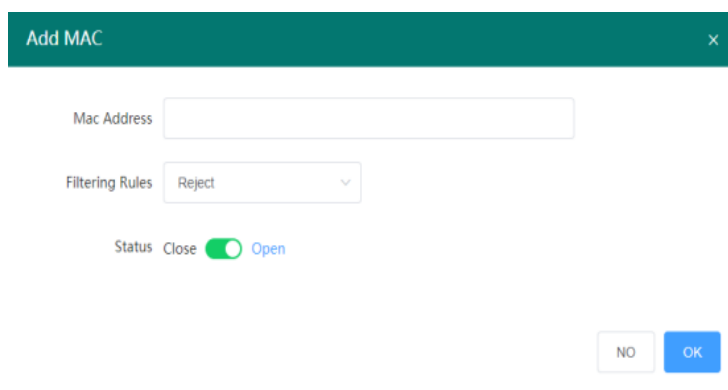 Add MAC ×
Mac Address
Filtering Rules Reject
Status Close Open
NO OK